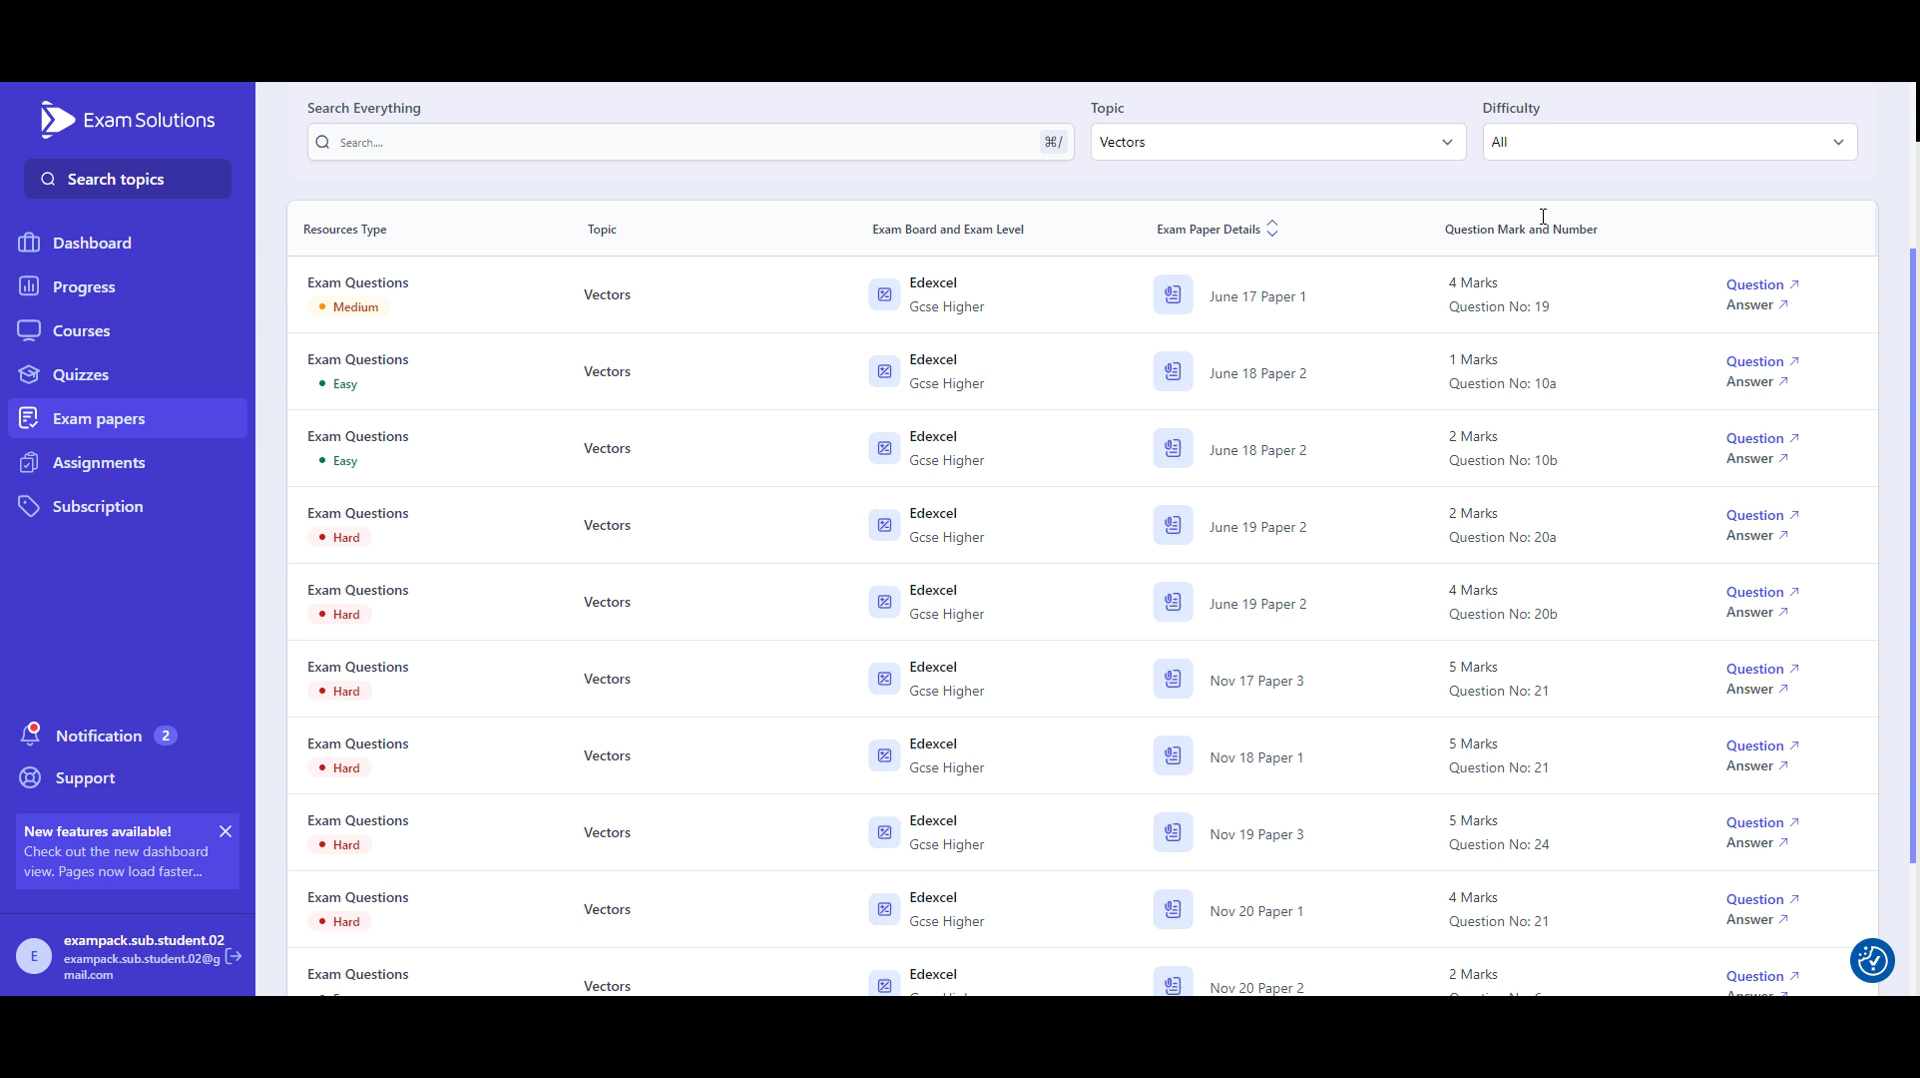 Exam Solutions
Search topics
Dashboard
Progress
Courses
Quizzes
Exam papers
Assignments
Subscription
Notification 2
Support
New features available!
Check out the new dashboard
view. Pages now load faster...
E
exampack.sub.student.02
exampack.sub.student.02@g
mail.com
Search Everything Topic Difficulty
Search.... ⌘/ Vectors All
Resources Type Topic Exam Board and Exam Level Exam Paper Details Question Mark and Number
Exam Questions Edexcel 4 Marks Question
Vectors June 17 Paper 1
Medium Gcse Higher Question No: 19 Answer
Exam Questions Edexcel 1 Marks Question
Vectors June 18 Paper 2
Easy Gcse Higher Question No: 10a Answer
Exam Questions Edexcel 2 Marks Question
Vectors June 18 Paper 2
Easy Gcse Higher Question No: 10b Answer
Exam Questions Edexcel 2 Marks Question
Vectors June 19 Paper 2
Hard Gcse Higher Question No: 20a Answer
Exam Questions Edexcel 4 Marks Question
Vectors June 19 Paper 2
Hard Gcse Higher Question No: 20b Answer
Exam Questions Edexcel 5 Marks Question
Vectors Nov 17 Paper 3
Hard Gcse Higher Question No: 21 Answer
Exam Questions Edexcel 5 Marks Question
Vectors Nov 18 Paper 1
Hard Gcse Higher Question No: 21 Answer
Exam Questions Edexcel 5 Marks Question
Vectors Nov 19 Paper 3
Hard Gcse Higher Question No: 24 Answer
Exam Questions Edexcel 4 Marks Question
Vectors Nov 20 Paper 1
Hard Gcse Higher Question No: 21 Answer
Exam Questions Edexcel 2 Marks Question
Vectors Nov 20 Paper 2